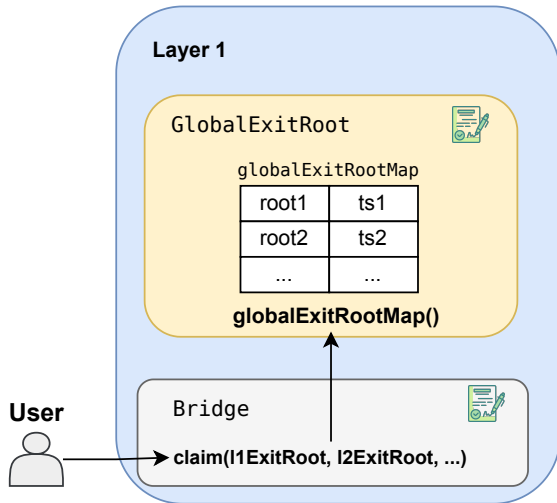 Layer 1
GlobalExitRoot
globalExitRootMap
root1 ts1
root2 ts2
... ...
globalExitRootMap()
User
Bridge
claim(l1ExitRoot, l2ExitRoot, ...)